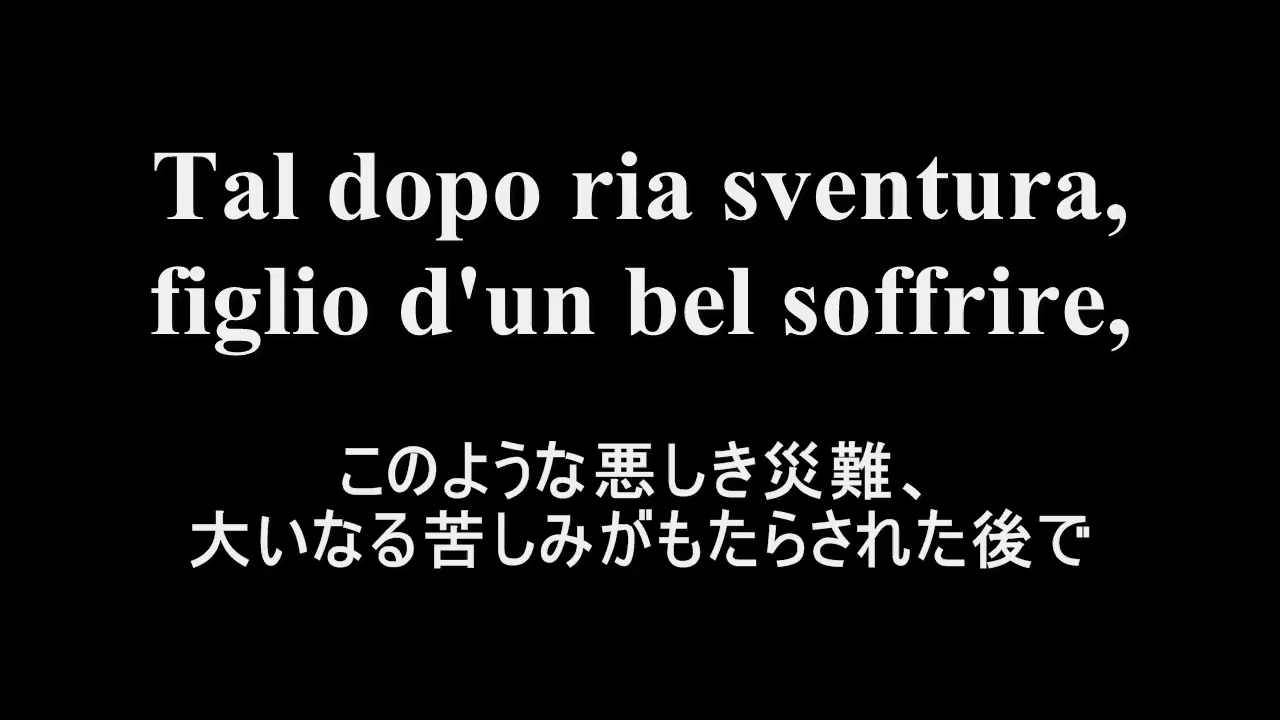 Tal dopo ria sventura,
figlio d'un bel soffrire,
このような悪しき災難、
大いなる苦しみがもたらされた後で